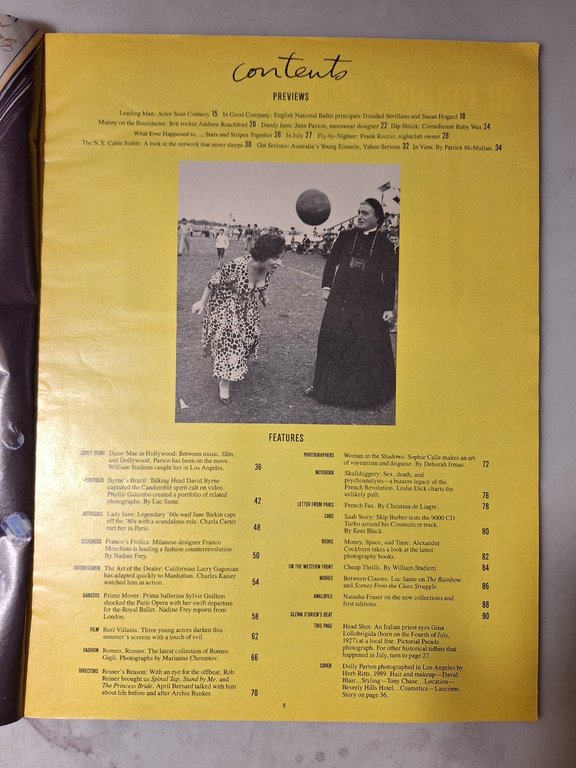 contents
PREVIEWS
Leading Man: Actor Sean Connery 15 In Good Company: English National Ballet principals Trinidad Sevillano and Susan Hogard 18
Mutiny on the Boundaries: Brit rocker Andrew Roachford 20 Dandy Jam: Jann Paxton, menswear designer 22 Dip Shtick: Comedienne Ruby Wax 24
What Ever Happened to...; Stars and Stripes Together 26 In July 27 Fly-by-Nighter: Frank Roccio, nightclub owner 28
The N.Y. Cable Stable: A look at the network that never sleeps 30 Get Serious: Australia's Young Einstein, Yahoo Serious 32 In View. By Patrick McMullan. 34
FEATURES
COVER STORY Daisy Mae in Hollywood: Between music, film,
and Dollywood, Parton has been on the move.
William Stadiem caught her in Los Angeles. 36
PORTFOLIO Byrne's Brazil: Talking Head David Byrne
captured the Candomblé spirit cult on video.
Phyllis Galembo created a portfolio of related
photographs. By Luc Sante. 42
ACTRESSES Lady Jane: Legendary '60s waif Jane Birkin caps
off the '80s with a scandalous role. Charla Carter
met her in Paris. 48
DESIGNERS Franco's Frolics: Milanese designer Franco
Moschino is leading a fashion counterrevolution.
By Nadine Frey. 50
BUSINESSMEN The Art of the Dealer: Californian Larry Gagosian
has adapted quickly to Manhattan. Charles Kaiser
watched him in action. 54
DANCERS Prime Mover: Prima ballerina Sylvie Guillem
shocked the Paris Opera with her swift departure
for the Royal Ballet. Nadine Frey reports from
London. 58
FILM Reel Villains: Three young actors darken this
summer's screens with a touch of evil. 62
FASHION Romeo, Romeo: The latest collection of Romeo
Gigli. Photographs by Marianne Chemetov. 66
DIRECTORS Reiner's Reason: With an eye for the offbeat, Rob
Reiner brought us Spinal Tap, Stand by Me, and
The Princess Bride. April Bernard talked with him
about life before and after Archie Bunker. 70
PHOTOGRAPHERS Woman in the Shadows: Sophie Calle makes an art
of voyeurism and disguise. By Deborah Irmas. 72
NOTEBOOK Skullduggery: Sex, death, and
psychoanalysis—a bizarre legacy of the
French Revolution. Leslie Dick charts the
unlikely path. 76
LETTER FROM PARIS French Fax. By Christina de Liagre. 78
CARS Saab Story: Skip Barber tests the 9000 CD
Turbo around his Connecticut track.
By Kent Black. 80
BOOKS Money, Space, and Time: Alexander
Cockburn takes a look at the latest
photography books. 82
ON THE WESTERN FRONT Cheap Thrills. By William Stadiem. 84
MOVIES Between Classes: Luc Sante on The Rainbow
and Scenes From the Class Struggle. 86
ANGLOFILE Natasha Fraser on the new collections and
first editions. 88
GLENN O'BRIEN'S BEAT 90
THIS PAGE Head Shot: An Italian priest eyes Gina
Lollobrigida (born on the Fourth of July,
1927) at a local fete. Pictorial Parade
photograph. For other historical tidbits that
happened in July, turn to page 27.
COVER Dolly Parton photographed in Los Angeles by
Herb Ritts, 1989. Hair and makeup—David
Blair...Styling—Tony Chase...Location—
Beverly Hills Hotel...Cosmetics—Lancôme.
Story on page 36.
5